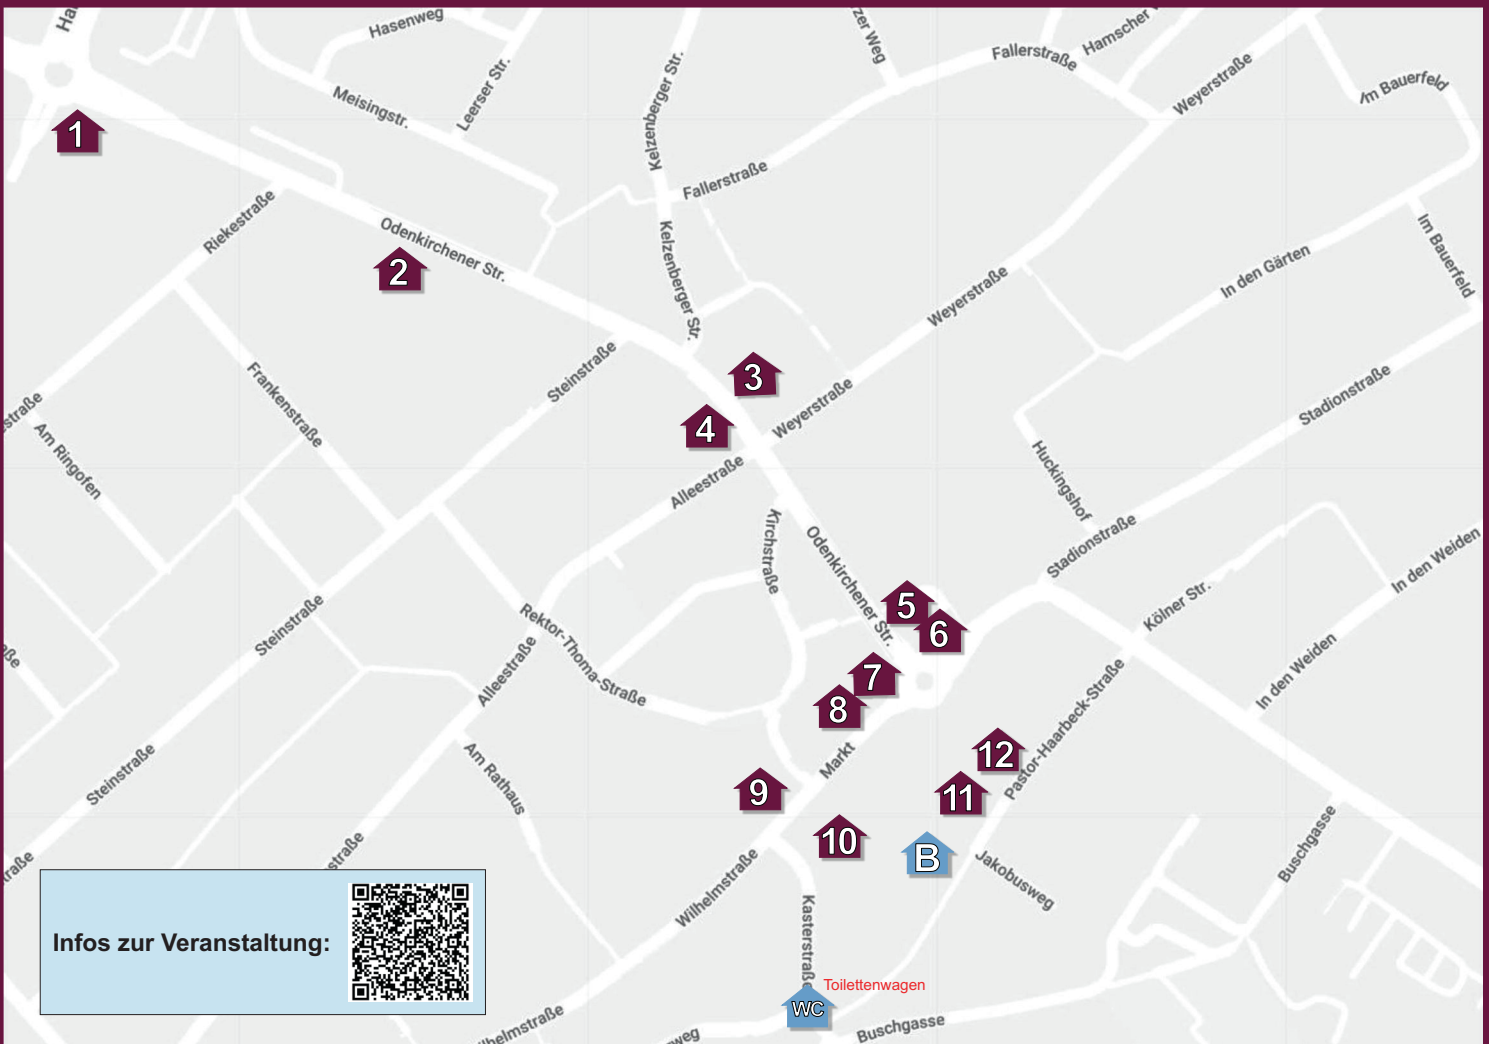 Hasenweg
Fallerstraße
Leerser Str.
Meisingstr.
Kelzenberger Str.
Weyerstraße
Im Bauerfeld
1
Fallerstraße
Riekestraße
Odenkirchener Str.
2
Kelzenberger Str.
In den Gärten
Im Bauerfeld
Weyerstraße
Steinstraße
Frankenstraße
3
4
Weyerstraße
Stadionstraße
Am Ringofen
Alleestraße
Huckingshof
Kirchstraße
Odenkirchener Str.
Stadionstraße
In den Weiden
Kölner Str.
5
6
Steinstraße
Rektor-Thoma-Straße
Alleestraße
7
8
In den Weiden
Pastor-Haarbeck-Straße
12
11
Markt
Steinstraße
Am Rathaus
9
10
B
Jakobusweg
Buschgasse
Wilhelmstraße
Kasterstraße
Infos zur Veranstaltung:
Toilettenwagen
WC
Buschgasse